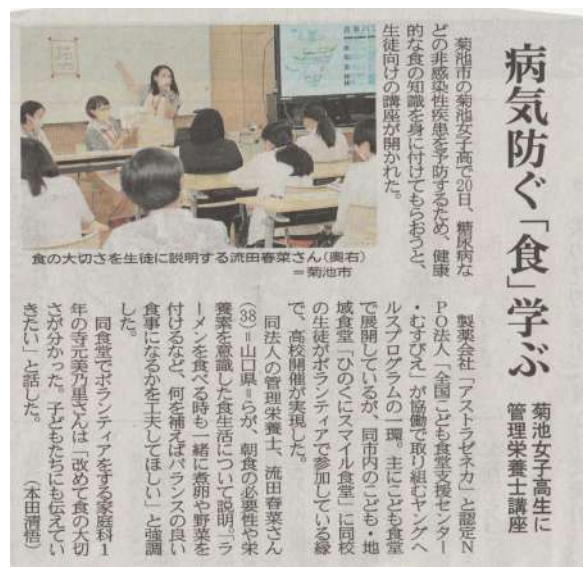 病気防ぐ「食」学ぶ
菊池女子高生に
管理栄養士講座
菊池市の菊池女子高で20日、糖尿病な
どの非感染性疾患を予防するため、健康
的な食の知識を身に付けてもらおうと、
生徒向けの講座が開かれた。
食の大切さを生徒に説明する流田春菜さん(奥右)
＝菊池市
製薬会社「アストラゼネカ」と認定N
PO法人「全国こども食堂支援センター
・むすびえ」が協働で取り組むヤングヘ
ルスプログラムの一環。主にこども食堂
で展開しているが、同市内のこども・地
域食堂「ひのくにスマイル食堂」に同校
の生徒がボランティアで参加している縁
で、高校開催が実現した。
同法人の管理栄養士、流田春菜さん
(38)＝山口県＝らが、朝食の必要性や栄
養素を意識した食生活について説明。「ラ
ーメンを食べる時も一緒に煮卵や野菜を
付けるなど、何を補えばバランスの良い
食事になるかを工夫してほしい」と強調
した。
同食堂でボランティアをする家庭科1
年の寺元美乃里さんは「改めて食の大切
さが分かった。子どもたちにも伝えてい
きたい」と話した。
(本田清悟)